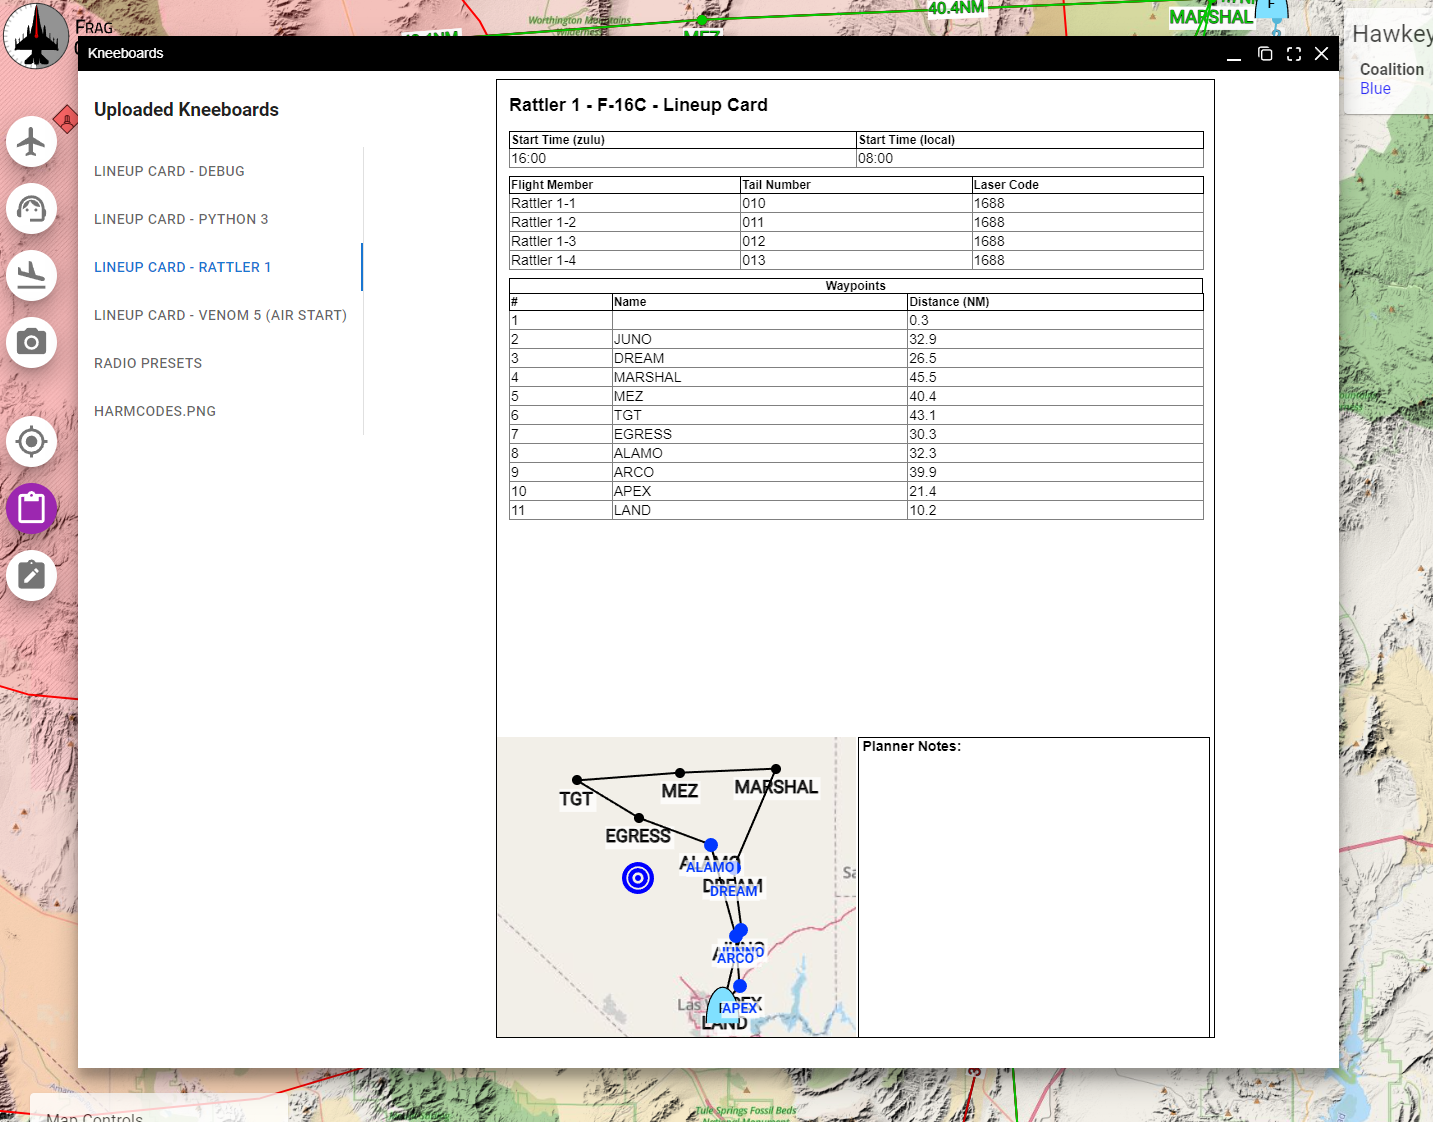 FRAG
Worthington Mountains
Wilderness
MEZ
40.4NM
MARSHAL
F
Hawkey
Coalition
Blue
Kneeboards
Uploaded Kneeboards
LINEUP CARD - DEBUG
LINEUP CARD - PYTHON 3
LINEUP CARD - RATTLER 1
LINEUP CARD - VENOM 5 (AIR START)
RADIO PRESETS
HARMCODES.PNG
Rattler 1 - F-16C - Lineup Card
Start Time (zulu) Start Time (local)
16:00 08:00
Flight Member Tail Number Laser Code
Rattler 1-1 010 1688
Rattler 1-2 011 1688
Rattler 1-3 012 1688
Rattler 1-4 013 1688
Waypoints
# Name Distance (NM)
1 0.3
2 JUNO 32.9
3 DREAM 26.5
4 MARSHAL 45.5
5 MEZ 40.4
6 TGT 43.1
7 EGRESS 30.3
8 ALAMO 32.3
9 ARCO 39.9
10 APEX 21.4
11 LAND 10.2
TGT
MEZ
MARSHAL
EGRESS
ALAMO
ALAMO
DREAM
DREAM
ARCO
APEX
Las
LAND
Planner Notes:
Map Controls
Tule Springs Fossil Beds
National Monument